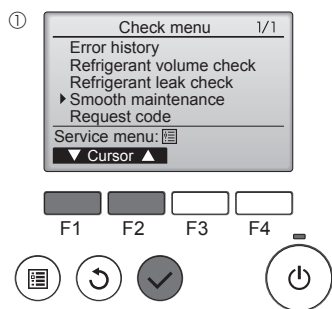 ①
Check menu 1/1
Error history
Refrigerant volume check
Refrigerant leak check
Smooth maintenance
Request code
Service menu:
▼ Cursor ▲
F1 F2 F3 F4